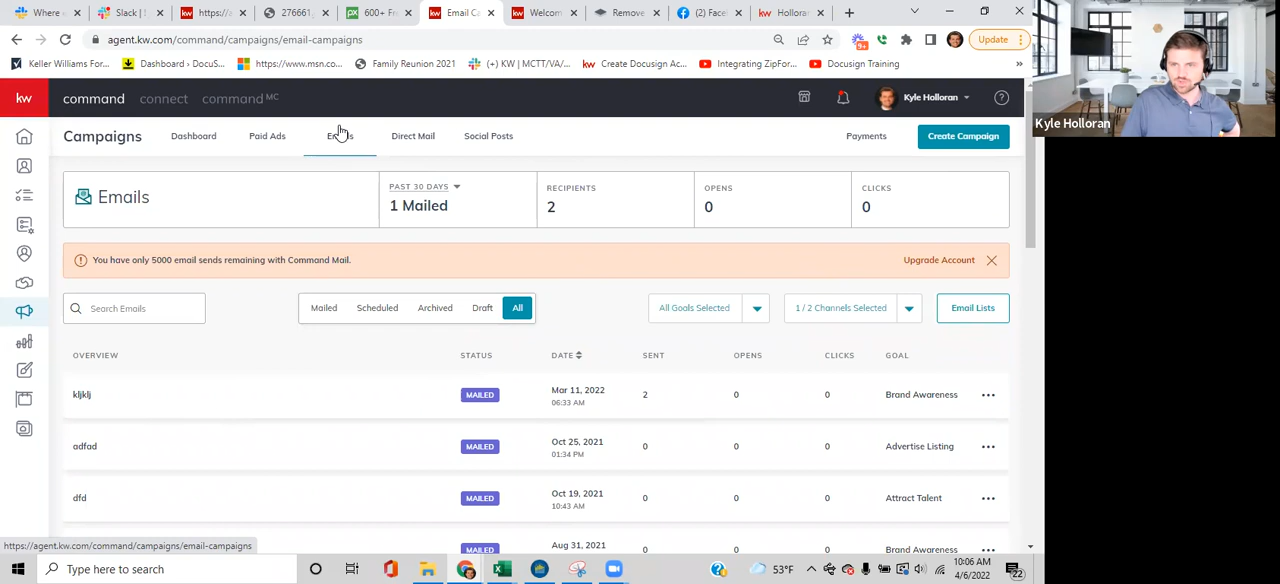 Where
Slack |
https://a
276661
600+ Fre
Email Ca
Welcom
Remove
(2) Face
Holloran
agent.kw.com/command/campaigns/email-campaigns
9+
Update
Keller Williams For...
Dashboard › DocuS...
https://www.msn.co...
Family Reunion 2021
(+) KW | MCTT/VA/...
Create Docusign Ac...
Integrating ZipFor...
Docusign Training
»
Kyle Holloran
kw
command
connect
command MC
Kyle Holloran
Campaigns
Dashboard
Paid Ads
Direct Mail
Social Posts
Payments
Create Campaign
Emails
PAST 30 DAYS
1 Mailed
RECIPIENTS
2
OPENS
0
CLICKS
0
You have only 5000 email sends remaining with Command Mail.
Upgrade Account
Search Emails
Mailed
Scheduled
Archived
Draft
All
All Goals Selected
1 / 2 Channels Selected
Email Lists
OVERVIEW
STATUS
DATE
SENT
OPENS
CLICKS
GOAL
kljklj
MAILED
Mar 11, 2022
06:33 AM
2
0
0
Brand Awareness
adfad
MAILED
Oct 25, 2021
01:34 PM
0
0
0
Advertise Listing
dfd
MAILED
Oct 19, 2021
10:43 AM
0
0
0
Attract Talent
MAILED
Aug 31, 2021
0
0
0
Brand Awareness
https://agent.kw.com/command/campaigns/email-campaigns
Type here to search
53°F
10:06 AM
4/6/2022
22